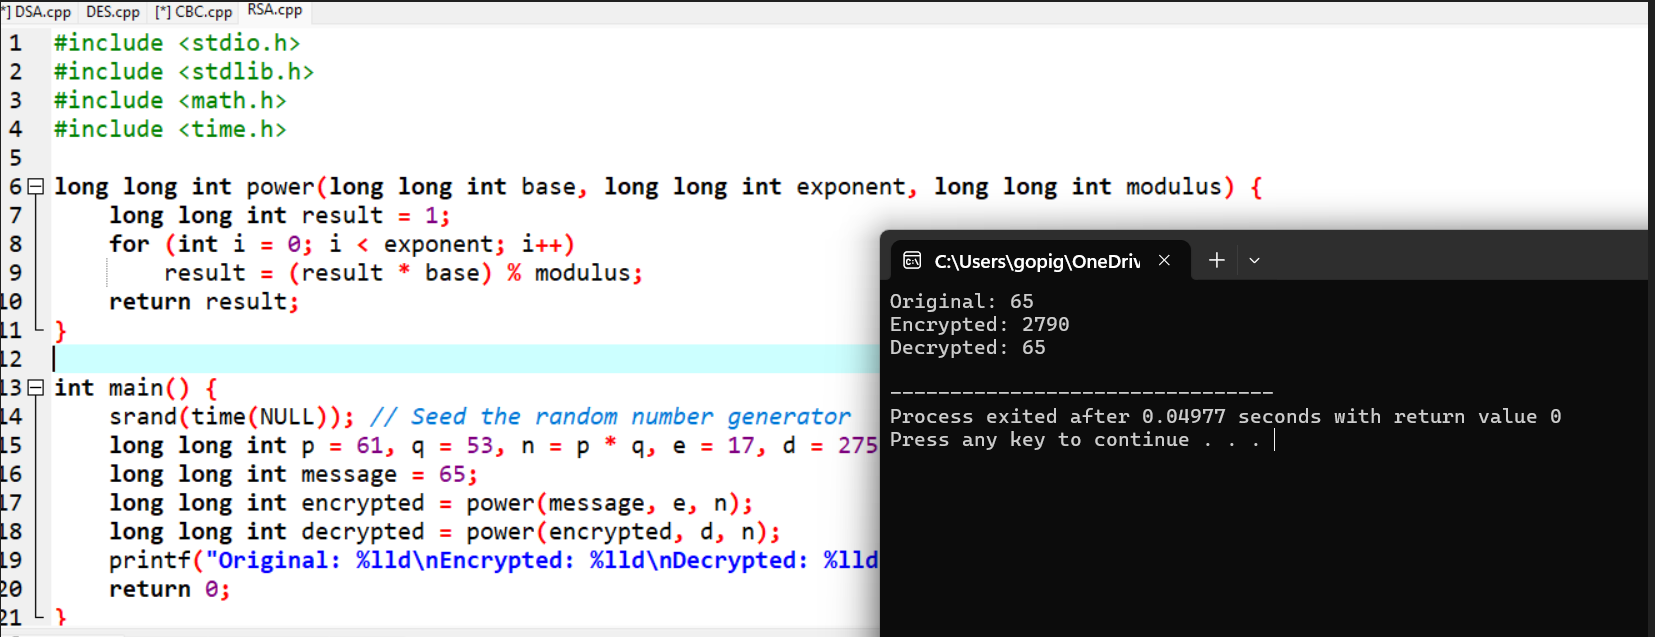 *] DSA.cpp DES.cpp [*] CBC.cpp RSA.cpp
1 #include <stdio.h>
2 #include <stdlib.h>
3 #include <math.h>
4 #include <time.h>
5
6 long long int power(long long int base, long long int exponent, long long int modulus) {
7 long long int result = 1;
8 for (int i = 0; i < exponent; i++)
9 result = (result * base) % modulus;
10 return result;
11 }
12
13 int main() {
14 srand(time(NULL)); // Seed the random number generator
15 long long int p = 61, q = 53, n = p * q, e = 17, d = 275
16 long long int message = 65;
17 long long int encrypted = power(message, e, n);
18 long long int decrypted = power(encrypted, d, n);
19 printf("Original: %lld\nEncrypted: %lld\nDecrypted: %lld
20 return 0;
21 }
C:\Users\gopig\OneDriv
Original: 65
Encrypted: 2790
Decrypted: 65
--------------------------------
Process exited after 0.04977 seconds with return value 0
Press any key to continue . . .